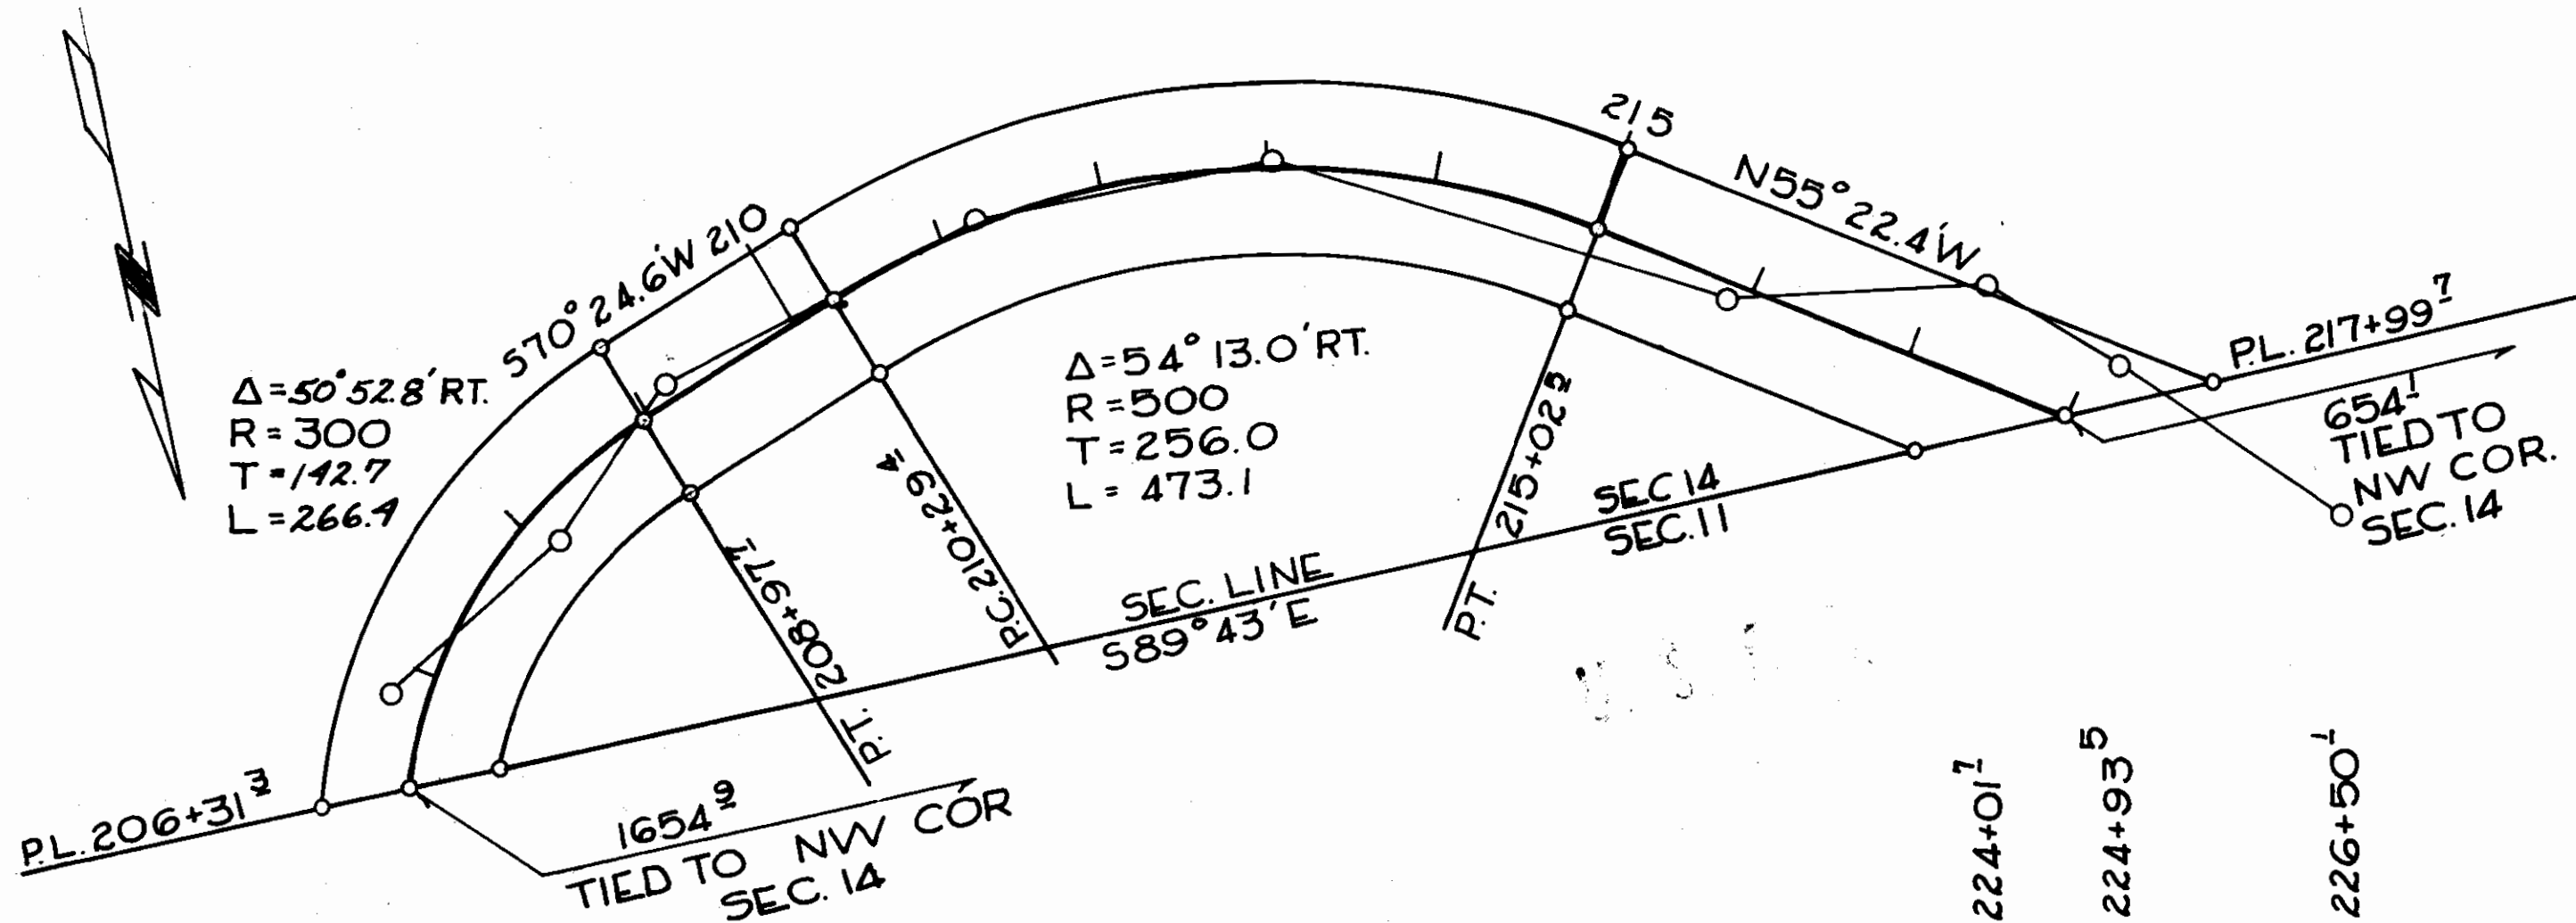 215
N55°22.4'W
S70°24.6'W 210
P.L. 217+99 7
Δ=50°52.8'RT.
R=300
T=142.7
L=266.4
Δ=54°13.0'RT.
R=500
T=256.0
L=473.1
654.1
TIED TO
NW COR.
SEC. 14
215+02 5
P.T.
P.C. 210+29 4
208+97 7
P.T.
SEC 14
SEC. 11
SEC. LINE
S89°43'E
P.L. 206+31 3
1654 9
TIED TO NW COR
SEC. 14
224+01 7
224+93 5
226+50 1